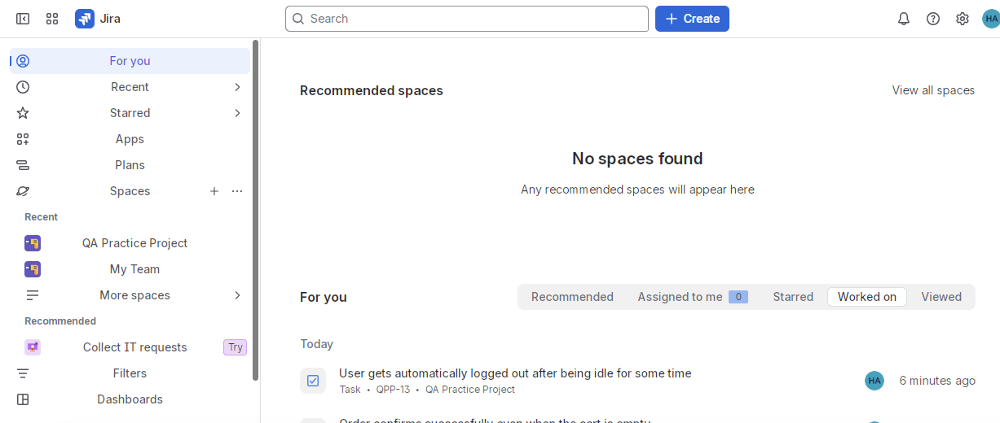 Jira
Search
Create
HA
For you
Recent
Starred
Apps
Plans
Spaces
Recent
QA Practice Project
My Team
More spaces
Recommended
Collect IT requests Try
Filters
Dashboards
Recommended spaces View all spaces
No spaces found
Any recommended spaces will appear here
For you Recommended Assigned to me 0 Starred Worked on Viewed
Today
User gets automatically logged out after being idle for some time
Task • QPP-13 • QA Practice Project
HA 6 minutes ago
Order confirms successfully even when the cart is empty